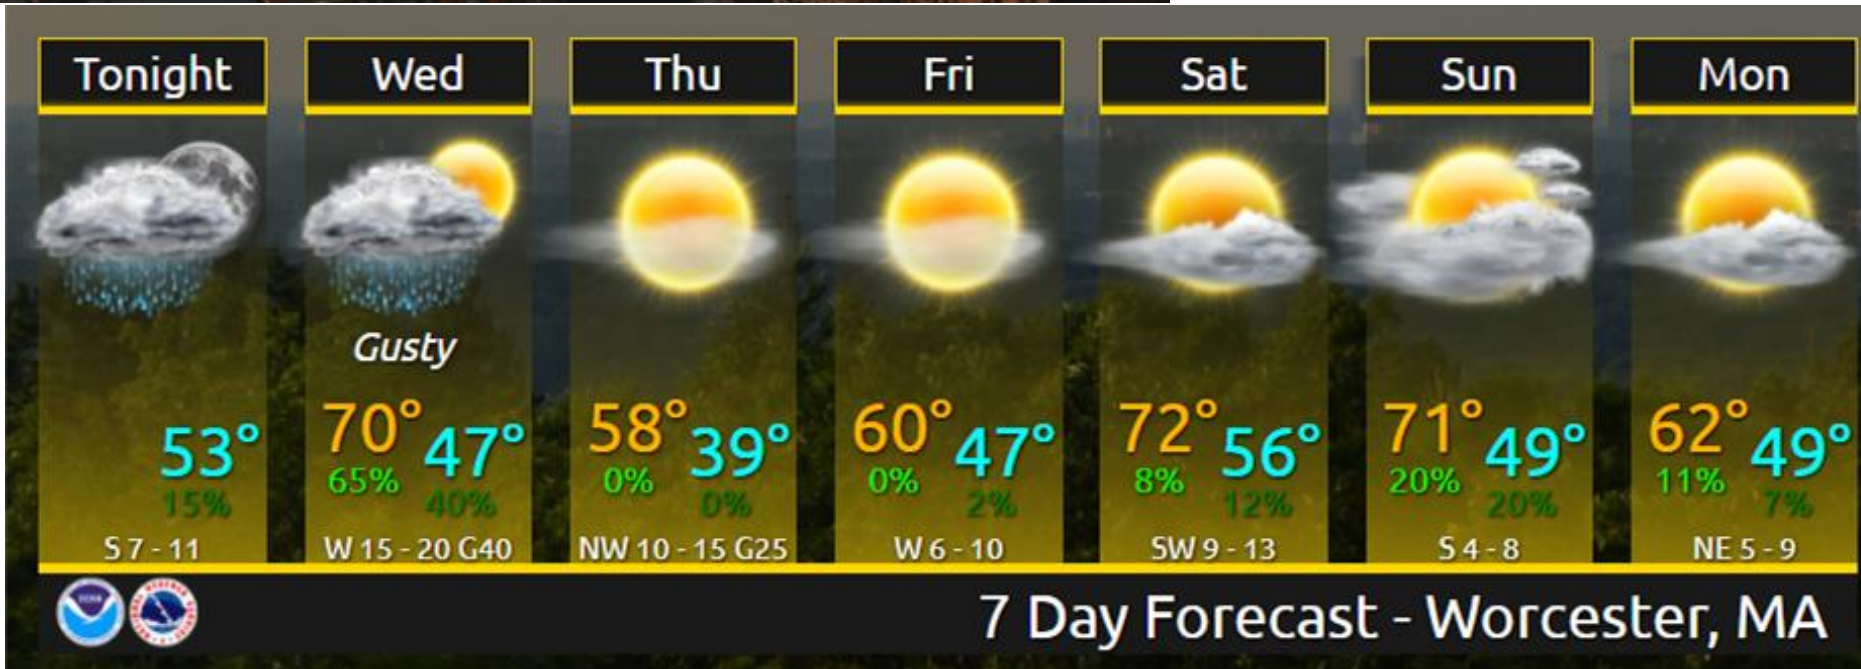 Tonight Wed Thu Fri Sat Sun Mon
Gusty
70° 58° 60° 72° 71° 62°
53° 47° 39° 47° 56° 49° 49°
65% 0% 0% 8% 20% 11%
15% 40% 0% 2% 12% 20% 7%
S 7 - 11 W 15 - 20 G40 NW 10 - 15 G25 W 6 - 10 SW 9 - 13 S 4 - 8 NE 5 - 9
7 Day Forecast - Worcester, MA